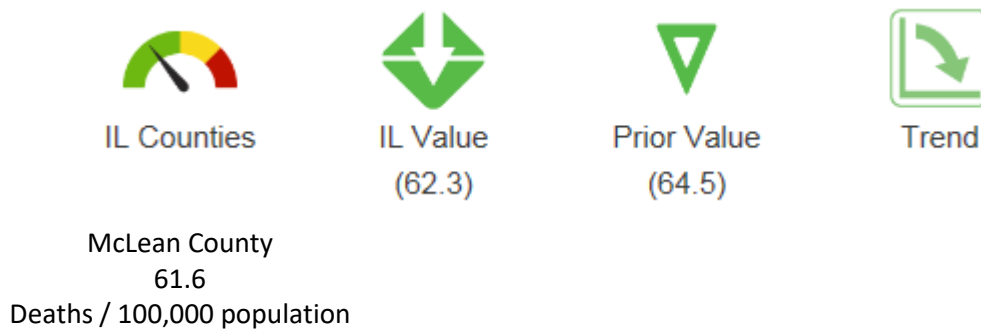 IL Counties
IL Value
(62.3)
Prior Value
(64.5)
Trend
McLean County
61.6
Deaths / 100,000 population